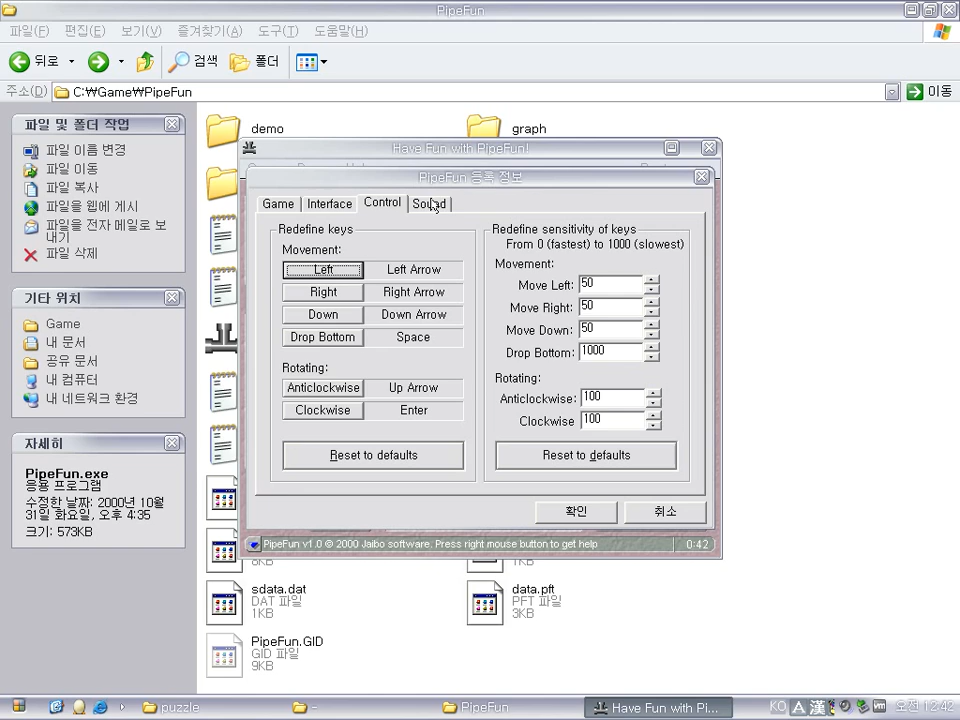 PipeFun
파일(F) 편집(E) 보기(V) 즐겨찾기(A) 도구(T) 도움말(H)
뒤로 검색 폴더
주소(D) C:₩Game₩PipeFun 이동
파일 및 폴더 작업
파일 이름 변경
파일 이동
파일 복사
파일을 웹에 게시
파일을 전자 메일로 보
내기
파일 삭제
기타 위치
Game
내 문서
공유 문서
내 컴퓨터
내 네트워크 환경
자세히
PipeFun.exe
응용 프로그램
수정한 날짜: 2000년 10월
31일 화요일, 오후 4:35
크기: 573KB
demo
graph
Have Fun with PipeFun!
PipeFun 등록 정보
Game Interface Control Sound
Redefine keys
Movement:
Left Left Arrow
Right Right Arrow
Down Down Arrow
Drop Bottom Space
Rotating:
Anticlockwise Up Arrow
Clockwise Enter
Reset to defaults
Redefine sensitivity of keys
From 0 (fastest) to 1000 (slowest)
Movement:
Move Left: 50
Move Right: 50
Move Down: 50
Drop Bottom: 1000
Rotating:
Anticlockwise: 100
Clockwise 100
Reset to defaults
확인 취소
PipeFun v1.0 © 2000 Jaibo software. Press right mouse button to get help 0:42
8KB
1KB
sdata.dat
DAT 파일
1KB
data.pft
PFT 파일
3KB
PipeFun.GID
GID 파일
9KB
puzzle
-
PipeFun
Have Fun with Pi...
KO A 漢
오전 12:42